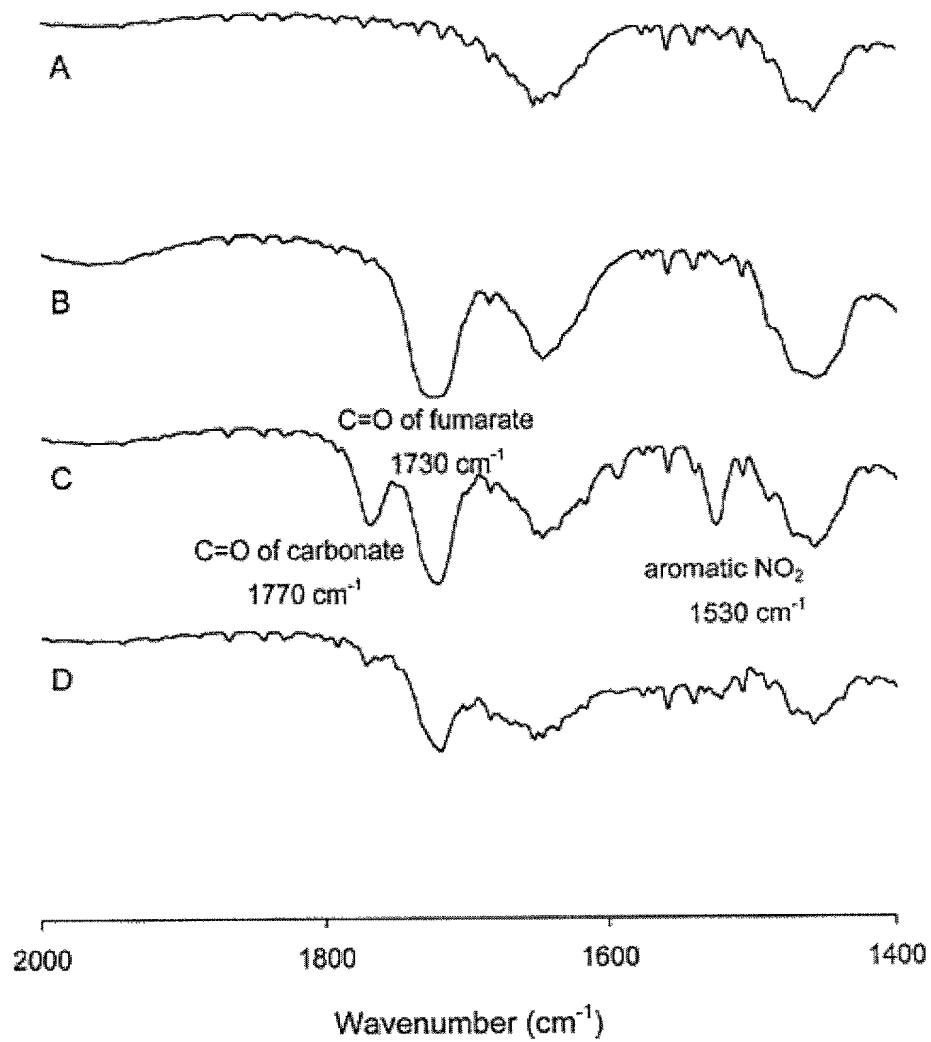 A
B
C=O of fumarate
1730 cm⁻¹
C
C=O of carbonate
1770 cm⁻¹
aromatic NO₂
1530 cm⁻¹
D
2000 1800 1600 1400
Wavenumber (cm⁻¹)